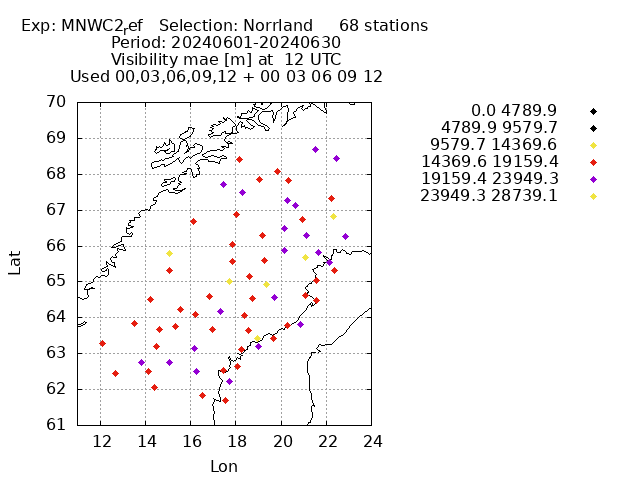 Exp: MNWC2ref   Selection: Norrland     68 stations
Period: 20240601-20240630
Visibility mae [m] at  12 UTC
Used 00,03,06,09,12 + 00 03 06 09 12
0.0 4789.9
4789.9 9579.7
9579.7 14369.6
14369.6 19159.4
19159.4 23949.3
23949.3 28739.1
70
69
68
67
66
65
64
63
62
61
Lat
12 14 16 18 20 22 24
Lon